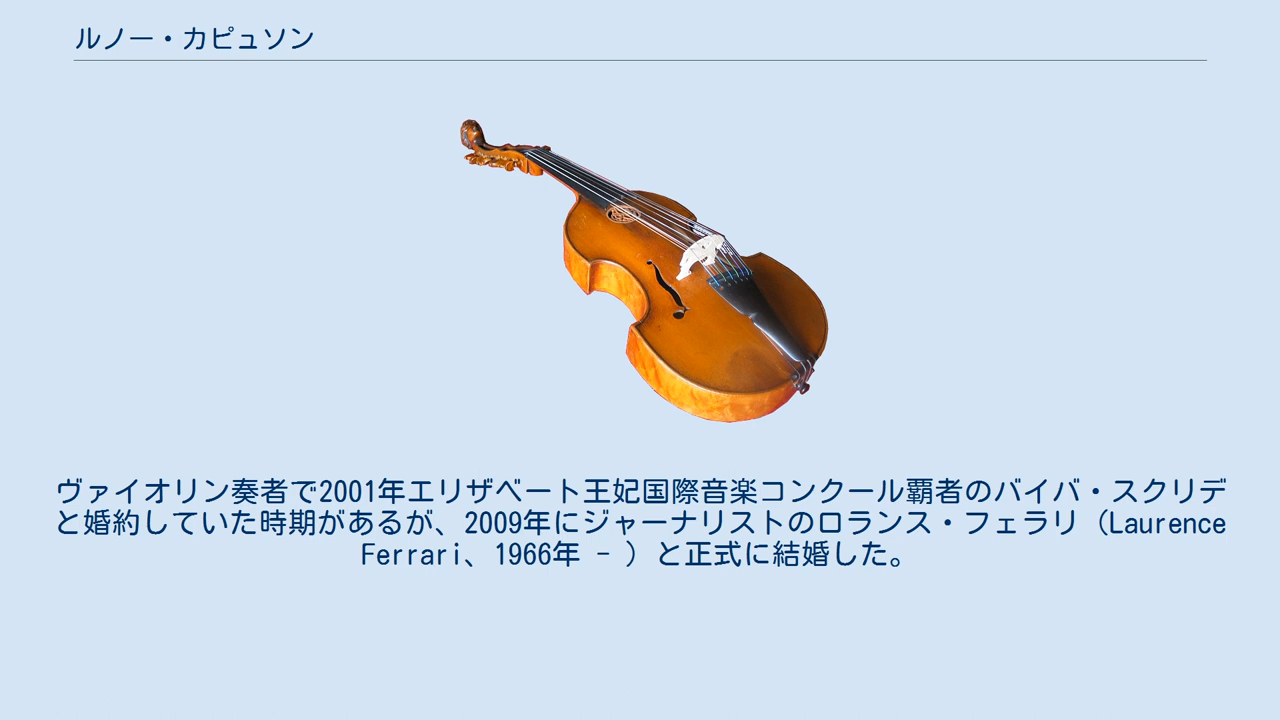 ルノー・カピュソン
ヴァイオリン奏者で2001年エリザベート王妃国際音楽コンクール覇者のバイバ・スクリデ
と婚約していた時期があるが、2009年にジャーナリストのロランス・フェラリ（Laurence
Ferrari、1966年 - ）と正式に結婚した。